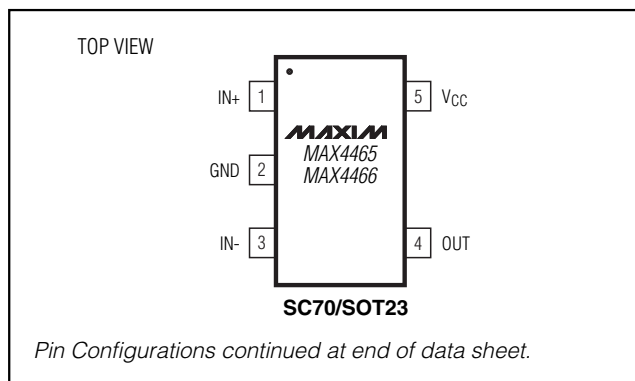 TOP VIEW
IN+ 1
5 VCC
MAXIM
MAX4465
MAX4466
GND 2
IN- 3
4 OUT
SC70/SOT23
Pin Configurations continued at end of data sheet.